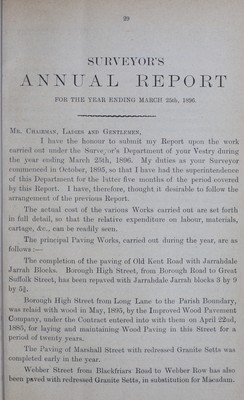 29
SURVEYOR'S
ANNUAL REPORT
FOR THE YEAR ENDING MARCH 25th, 1896.
MR. CHAIRMAN, LADIES AND GENTLEMEN,
I have the honour to submit my Report upon the work
carried out under the Surveyor's Department of your Vestry during
the year ending March 25th, 1896. My duties as your Surveyor
commenced in October, 1895, so that I have had the superintendence
of this Department for the latter five months of the period covered
by this Report. I have, therefore, thought it desirable to follow the
arrangement of the previous Report.
The actual cost of the various Works carried out are set forth
in full detail, so that the relative expenditure on labour, materials,
cartage, &c., can be readily seen.
The principal Paving Works, carried out during the year, are as
follows :—
The completion of the paving of Old Kent Road with Jarrahdale
Jarrah Blocks. Borough High Street, from Borough Road to Great
Suffolk Street, has been repaved with Jarrahdale Jarrah blocks 3 by 9
by 5½.
Borough High Street from Long Lane to the Parish Boundary,
was relaid with wood in May, 1895, by the Improved Wood Pavement
Company, under the Contract entered into with them on April 22nd,
1885, for laying and maintaining Wood Paving in this Street for a
period of twenty years.
The Paving of Marshall Street with redressed Granite Setts was
completed early in the year.
Webber Street from Blackfriars Road to Webber Row has also
been paved with redressed Granite Setts, in substitution for Macadam.